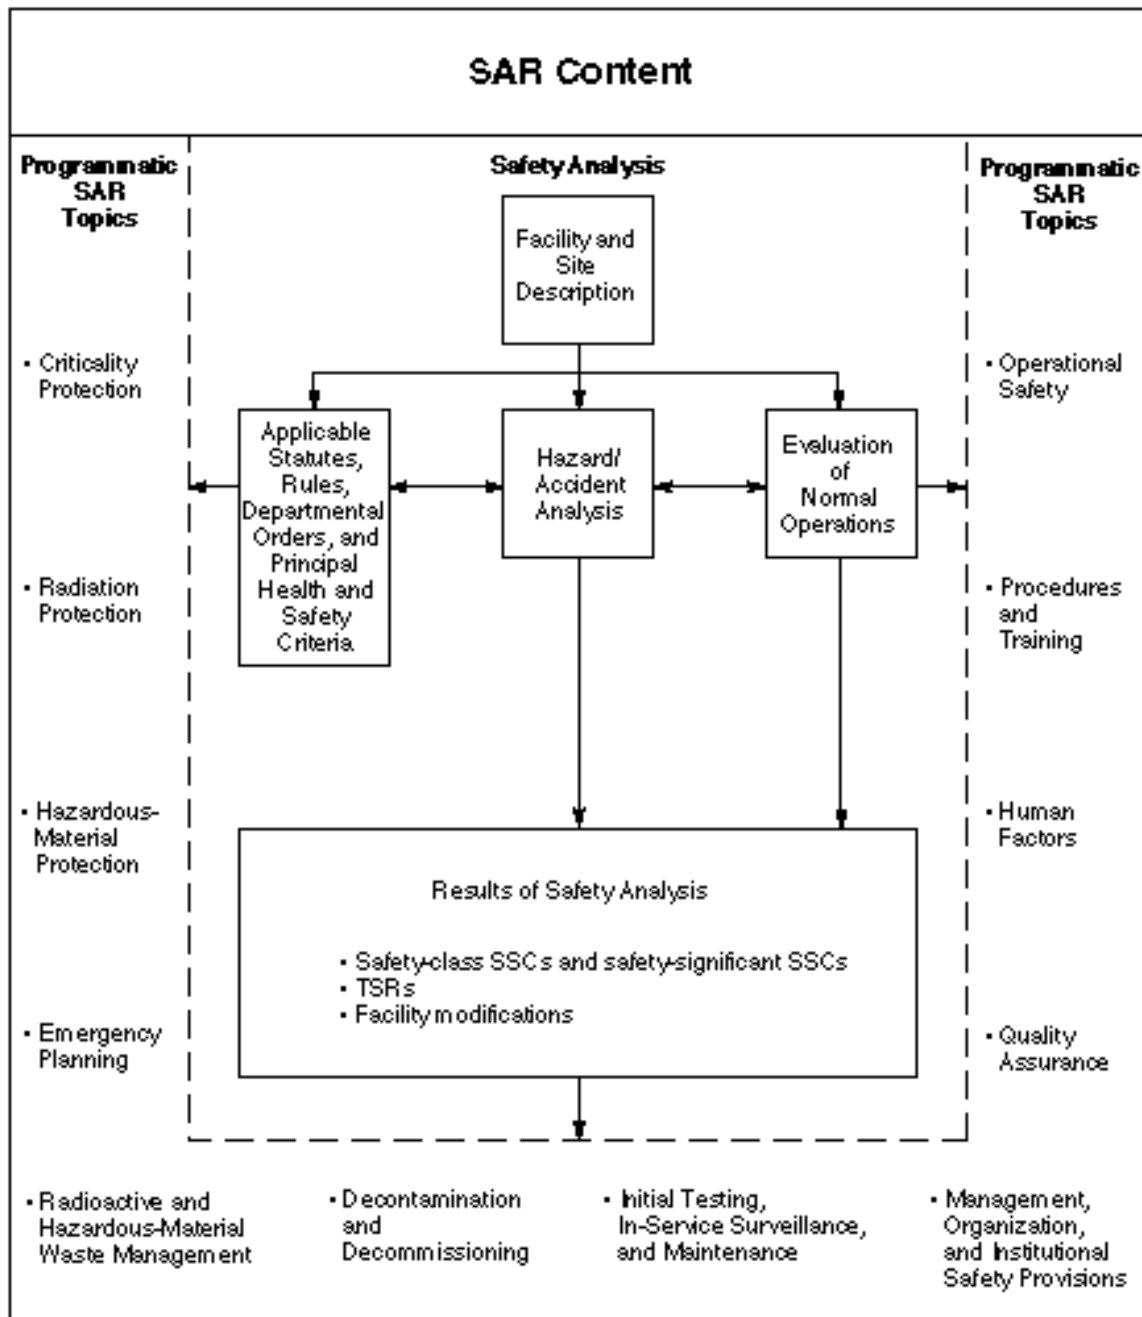 SAR Content
Programmatic
SAR
Topics
Safety Analysis
Programmatic
SAR
Topics
Facility and
Site
Description
• Criticality
Protection
• Operational
Safety
Applicable
Statutes,
Rules,
Departmental
Orders, and
Principal
Health and
Safety
Criteria
Hazard/
Accident
Analysis
Evaluation
of
Normal
Operations
• Radiation
Protection
• Procedures
and
Training
• Hazardous-
Material
Protection
• Human
Factors
Results of Safety Analysis
• Safety-class SSCs and safety-significant SSCs
• TSRs
• Facility modifications
• Emergency
Planning
• Quality
Assurance
• Radioactive and
Hazardous-Material
Waste Management
• Decontamination
and
Decommissioning
• Initial Testing,
In-Service Surveillance,
and Maintenance
• Management,
Organization,
and Institutional
Safety Provisions